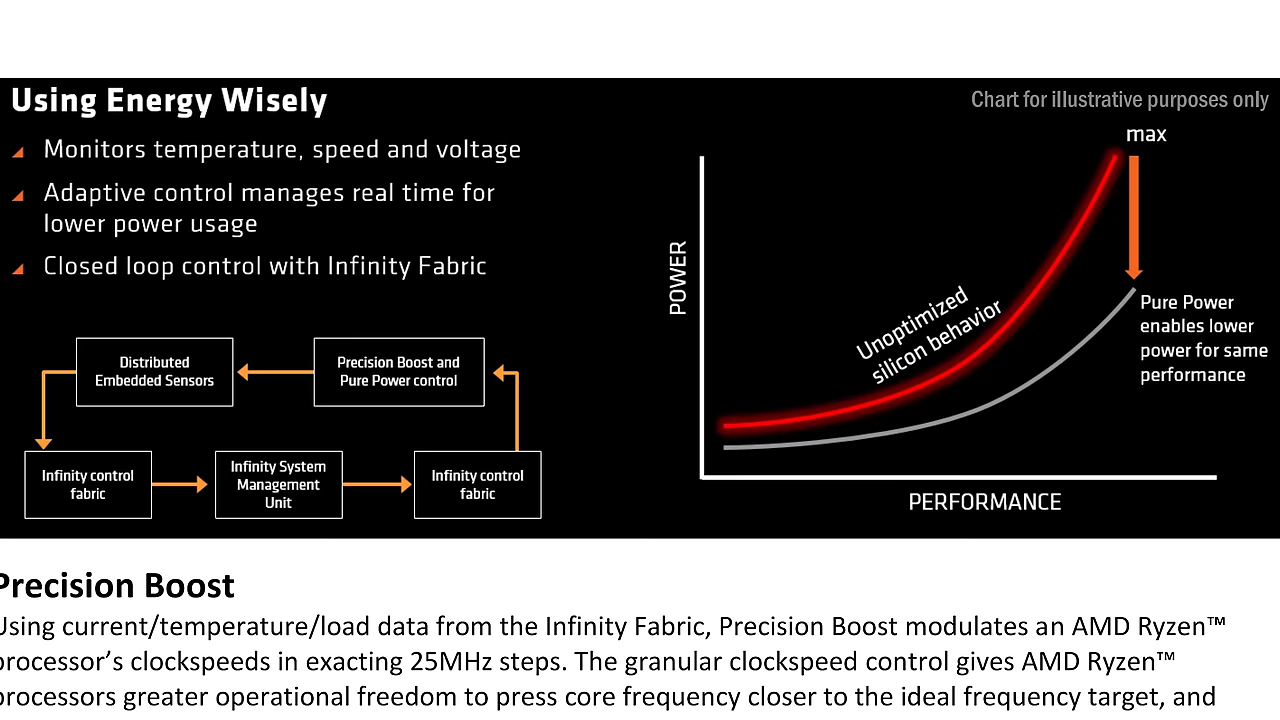 Using Energy Wisely
Chart for illustrative purposes only
Monitors temperature, speed and voltage
Adaptive control manages real time for
lower power usage
Closed loop control with Infinity Fabric
Distributed
Embedded Sensors
Precision Boost and
Pure Power control
Infinity control
fabric
Infinity System
Management
Unit
Infinity control
fabric
max
POWER
Unoptimized
silicon behavior
Pure Power
enables lower
power for same
performance
PERFORMANCE
Precision Boost
Using current/temperature/load data from the Infinity Fabric, Precision Boost modulates an AMD Ryzen™
processor’s clockspeeds in exacting 25MHz steps. The granular clockspeed control gives AMD Ryzen™
processors greater operational freedom to press core frequency closer to the ideal frequency target, and